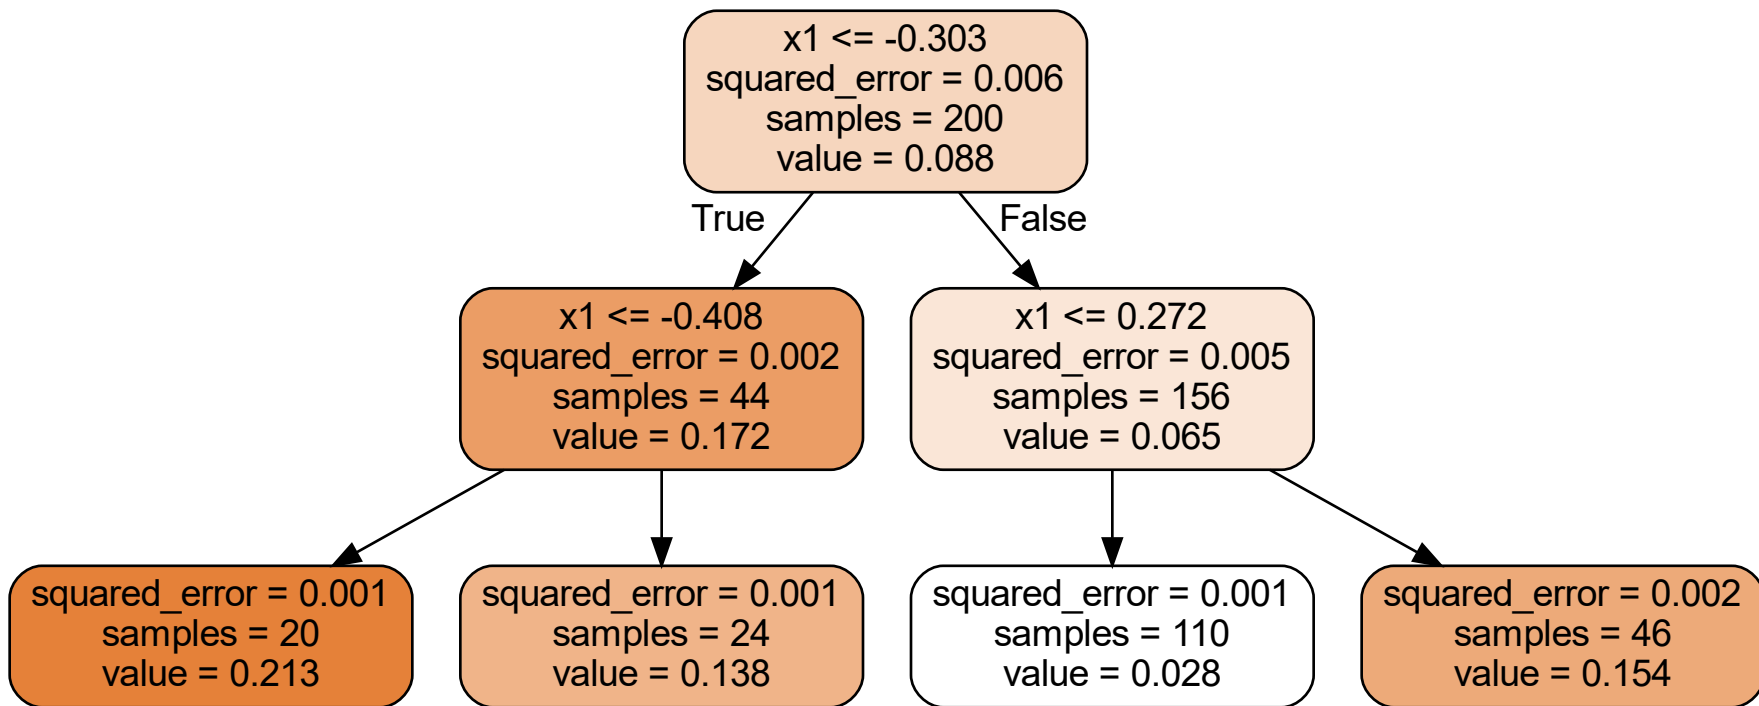 x1 <= -0.303
squared_error = 0.006
samples = 200
value = 0.088
True
False
x1 <= -0.408
squared_error = 0.002
samples = 44
value = 0.172
x1 <= 0.272
squared_error = 0.005
samples = 156
value = 0.065
squared_error = 0.001
samples = 20
value = 0.213
squared_error = 0.001
samples = 24
value = 0.138
squared_error = 0.001
samples = 110
value = 0.028
squared_error = 0.002
samples = 46
value = 0.154